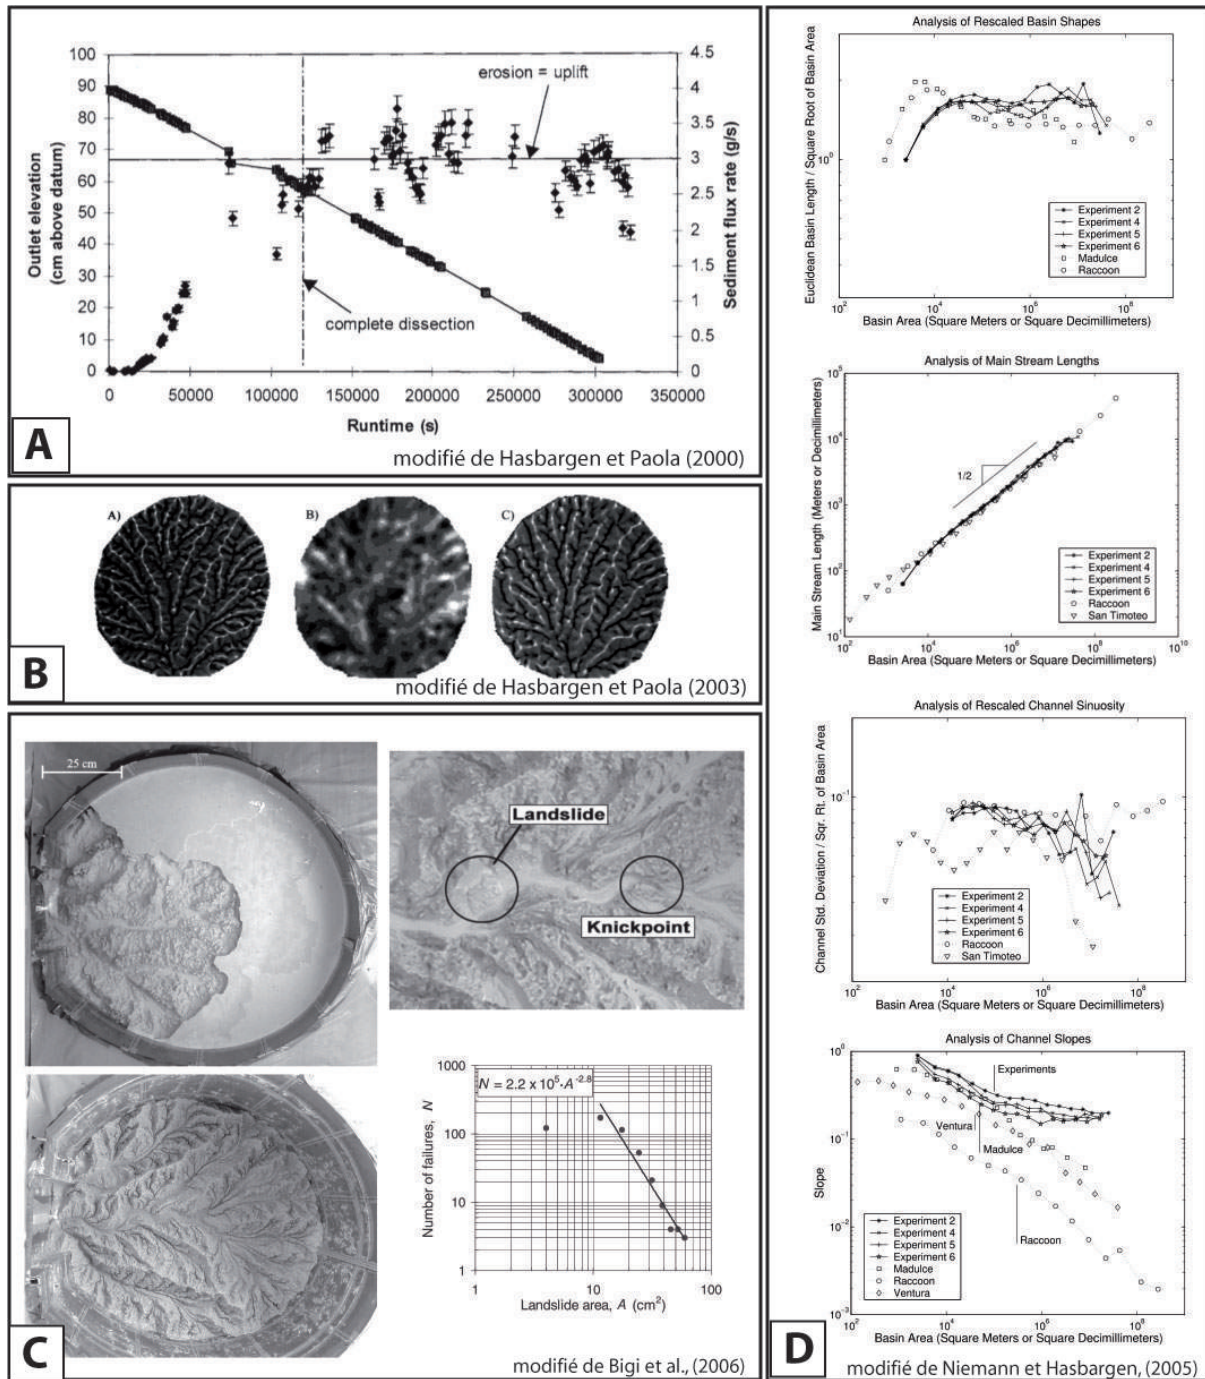 100
90
80
70
60
50
40
30
20
10
0
Outlet elevation
(cm above datum)
4.5
4
3.5
3
2.5
2
1.5
1
0.5
0
Sediment flux rate (g/s)
erosion = uplift
complete dissection
0
50000
100000
150000
200000
250000
300000
350000
Runtime (s)
A
modifié de Hasbargen et Paola (2000)
A)
B)
C)
B
modifié de Hasbargen et Paola (2003)
25 cm
Landslide
Knickpoint
1000
100
10
1
Number of failures, N
N = 2.2 x 10⁵·A⁻²·⁸
1
10
100
Landslide area, A (cm²)
C
modifié de Bigi et al., (2006)
Analysis of Rescaled Basin Shapes
Euclidean Basin Length / Square Root of Basin Area
10⁰
Experiment 2
Experiment 4
Experiment 5
Experiment 6
Madulce
Raccoon
10²
10⁴
10⁶
10⁸
Basin Area (Square Meters or Square Decimillimeters)
Analysis of Main Stream Lengths
Main Stream Length (Meters or Decimillimeters)
10⁵
10⁴
10³
10²
10¹
1/2
Experiment 2
Experiment 4
Experiment 5
Experiment 6
Raccoon
San Timoteo
10²
10⁴
10⁶
10⁸
10¹⁰
Basin Area (Square Meters or Square Decimillimeters)
Analysis of Rescaled Channel Sinuosity
Channel Std. Deviation / Sqr. Rt. of Basin Area
10⁻¹
Experiment 2
Experiment 4
Experiment 5
Experiment 6
Raccoon
San Timoteo
10²
10⁴
10⁶
10⁸
Basin Area (Square Meters or Square Decimillimeters)
Analysis of Channel Slopes
Slope
10⁰
10⁻¹
10⁻²
10⁻³
Experiments
Ventura
Madulce
Raccoon
Experiment 2
Experiment 4
Experiment 5
Experiment 6
Madulce
Raccoon
Ventura
10²
10⁴
10⁶
10⁸
Basin Area (Square Meters or Square Decimillimeters)
D
modifié de Niemann et Hasbargen, (2005)